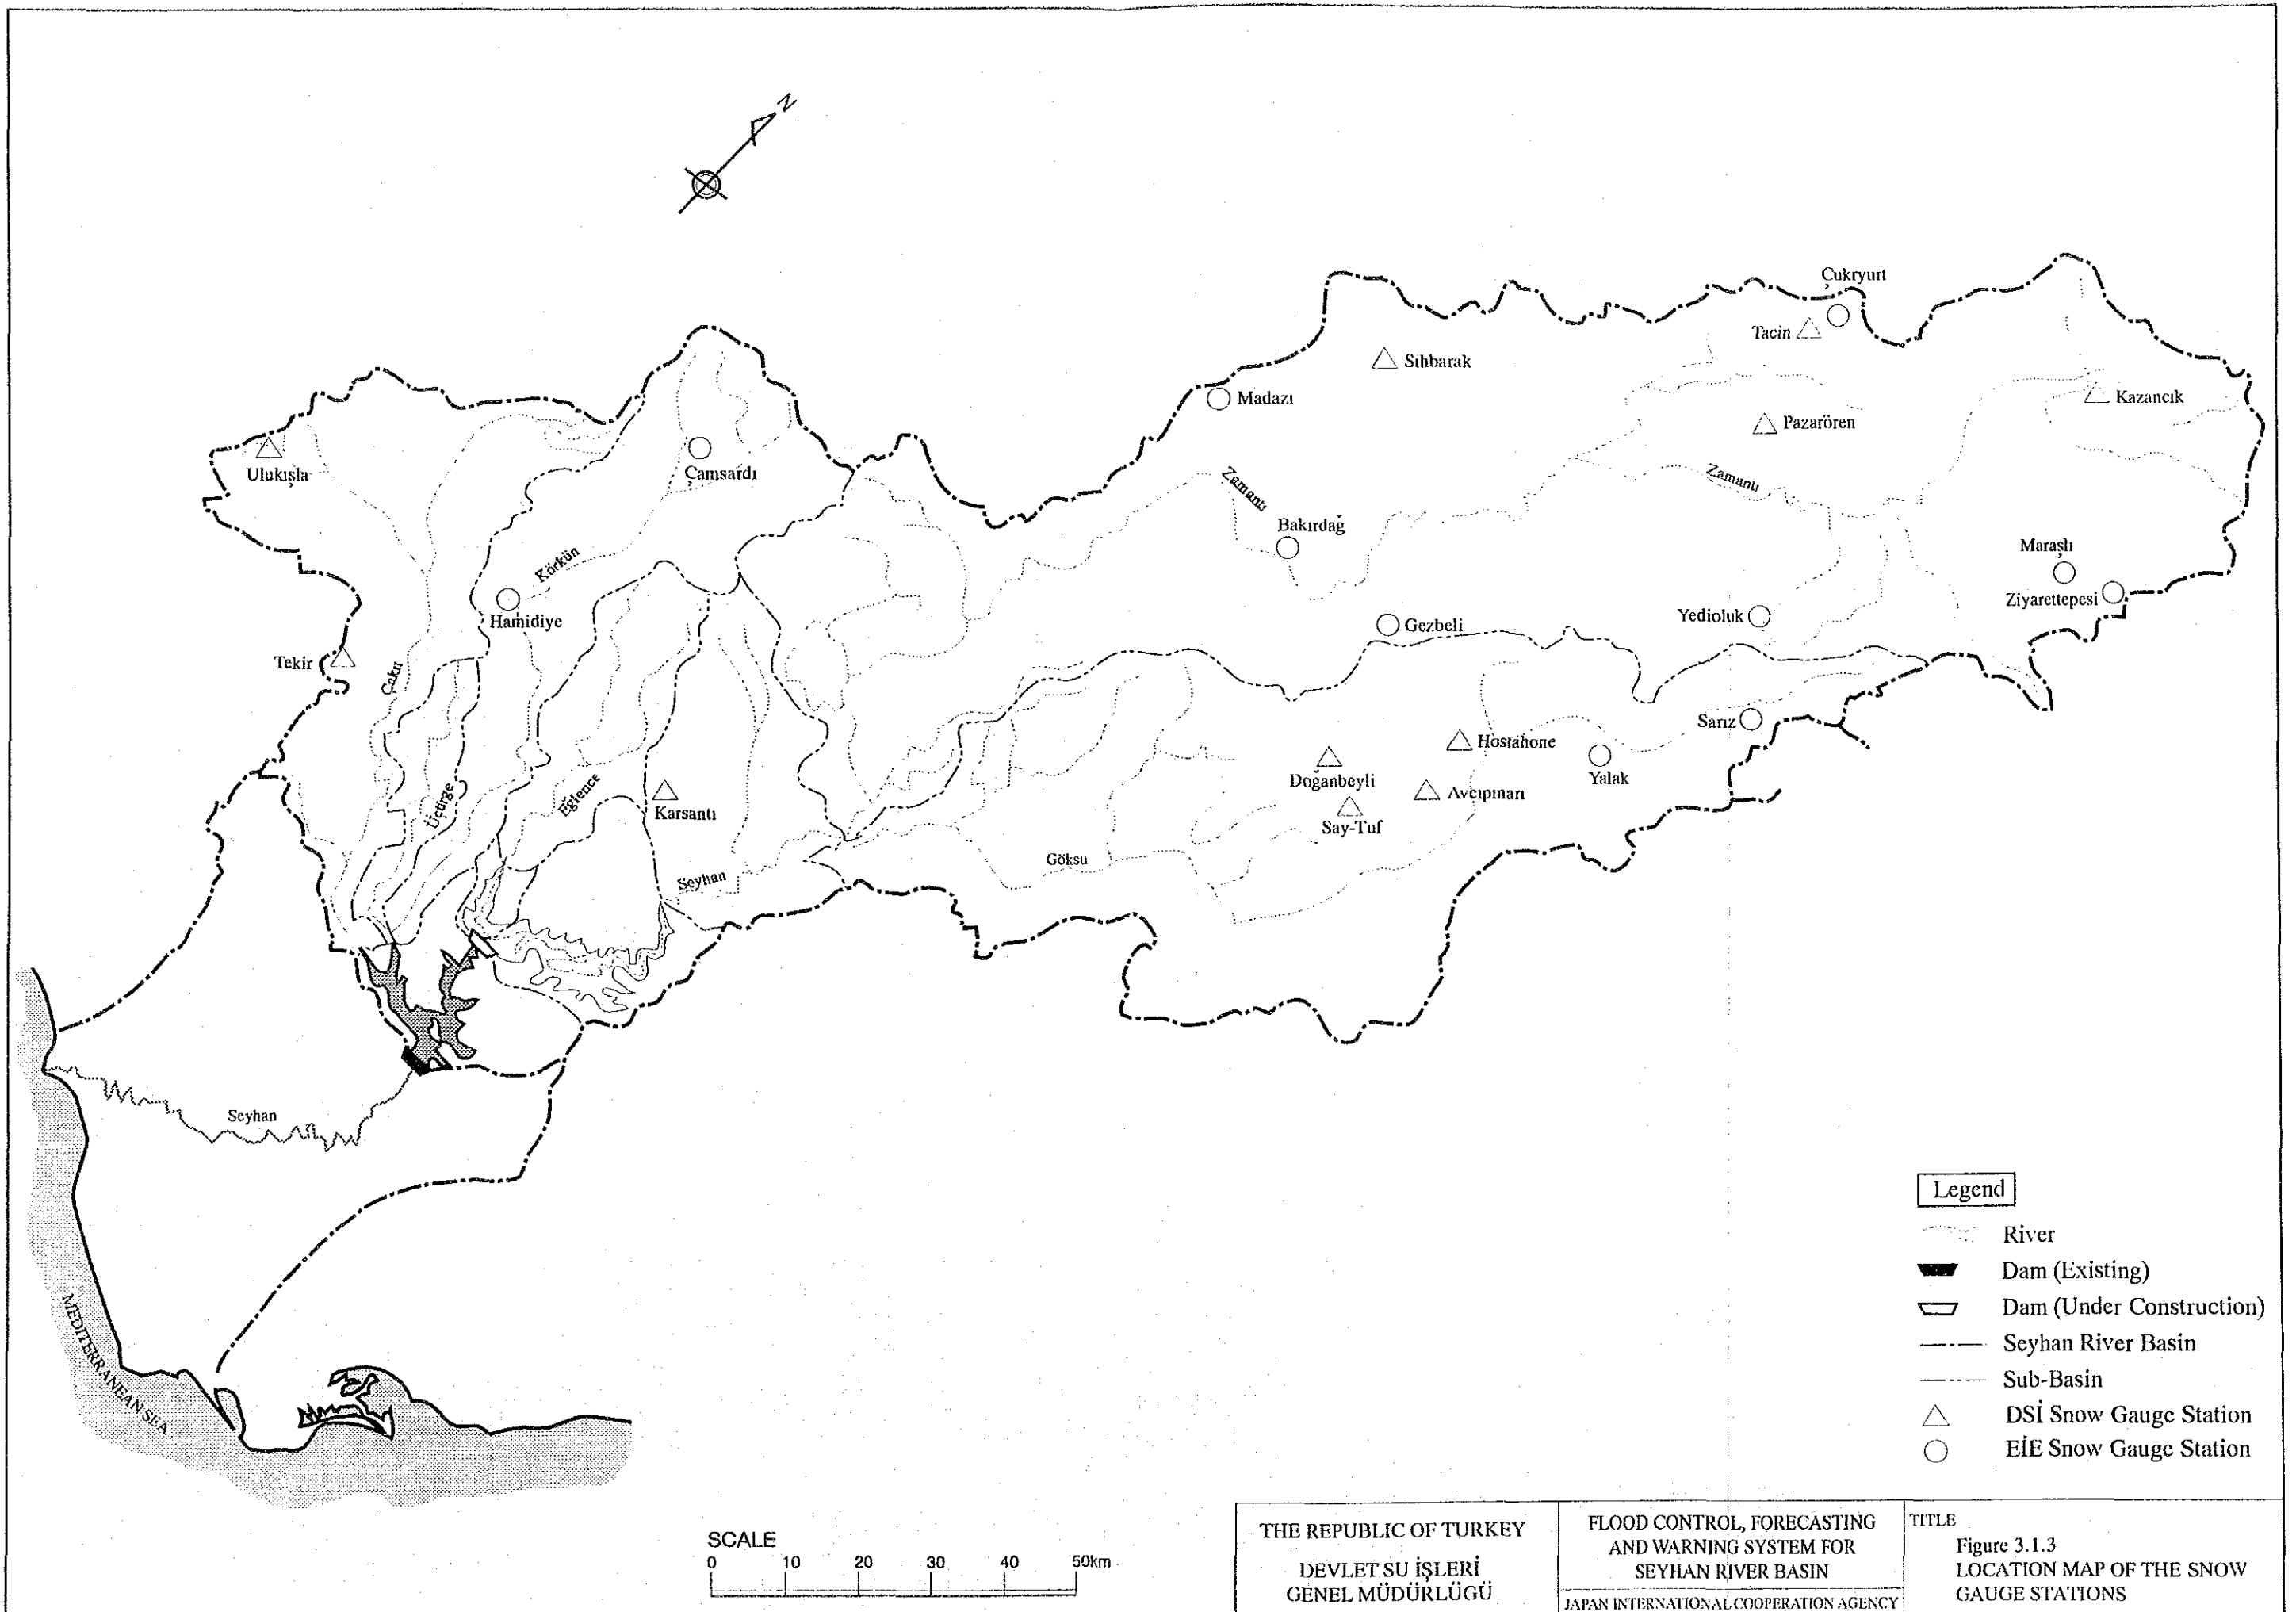 N
Çukryurt
Tacin
Sıhbarak
Madazı
Kazancık
Pazarören
Ulukışla
Çamsardı
Zamantı
Zamantı
Bakırdağ
Maraşlı
Körkün
Ziyarettepesi
Hamidiye
Yedioluk
Gezbeli
Tekir
Çakıt
Sarız
Hostahone
Yalak
Doğanbeyli
Üçürge
Eğlence
Avcıpınarı
Karsantı
Say-Tuf
Göksu
Seyhan
Seyhan
MEDITERRANEAN SEA
Legend
River
Dam (Existing)
Dam (Under Construction)
Seyhan River Basin
Sub-Basin
DSİ Snow Gauge Station
EİE Snow Gauge Station
SCALE
0 10 20 30 40 50km
THE REPUBLIC OF TURKEY
DEVLET SU İŞLERİ
GENEL MÜDÜRLÜĞÜ
FLOOD CONTROL, FORECASTING
AND WARNING SYSTEM FOR
SEYHAN RIVER BASIN
JAPAN INTERNATIONAL COOPERATION AGENCY
TITLE
Figure 3.1.3
LOCATION MAP OF THE SNOW
GAUGE STATIONS